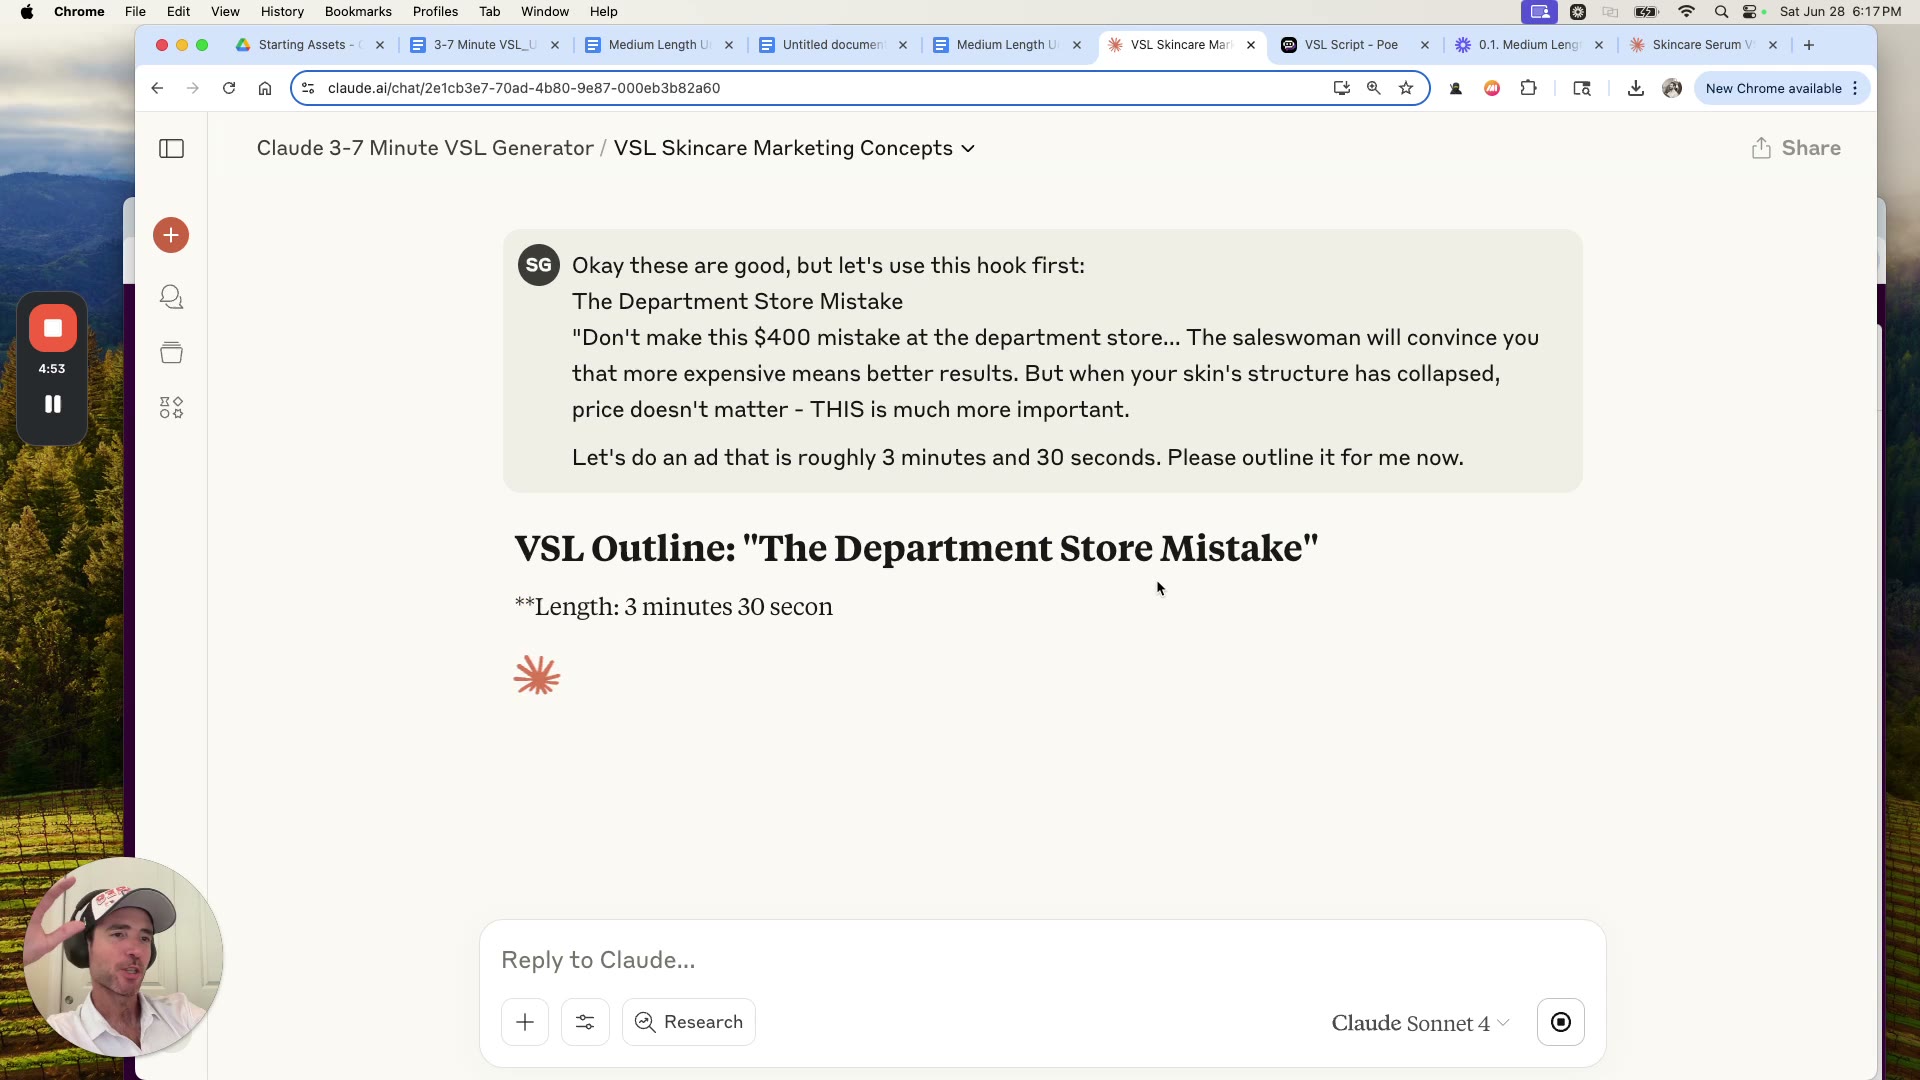 Chrome File Edit View History Bookmarks Profiles Tab Window Help Sat Jun 28 6:17 PM
Starting Assets - 3-7 Minute VSL_U Medium Length U Untitled documen Medium Length U VSL Skincare Mar VSL Script - Poe 0.1. Medium Leng Skincare Serum V
claude.ai/chat/2e1cb3e7-70ad-4b80-9e87-000eb3b82a60 New Chrome available
Claude 3-7 Minute VSL Generator / VSL Skincare Marketing Concepts Share
SG Okay these are good, but let's use this hook first:
The Department Store Mistake
"Don't make this $400 mistake at the department store... The saleswoman will convince you
that more expensive means better results. But when your skin's structure has collapsed,
price doesn't matter - THIS is much more important.
Let's do an ad that is roughly 3 minutes and 30 seconds. Please outline it for me now.
4:53
VSL Outline: "The Department Store Mistake"
**Length: 3 minutes 30 secon
Reply to Claude...
Research Claude Sonnet 4